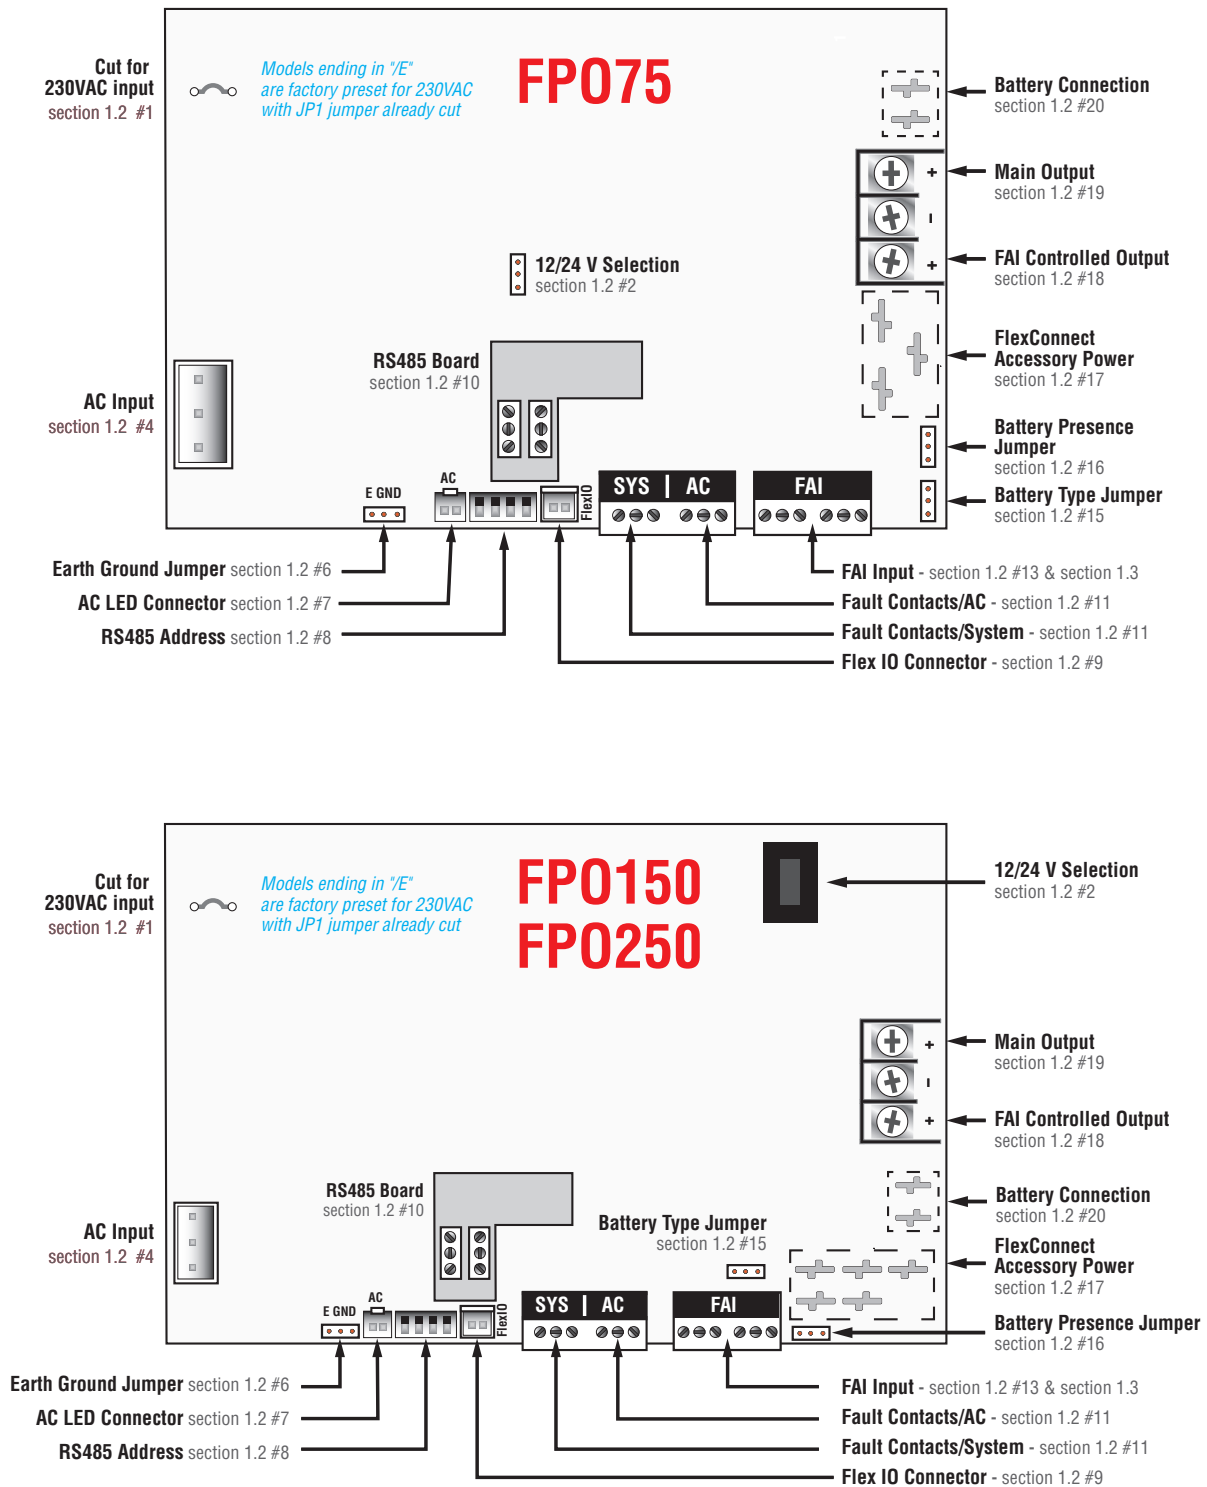 FPO75
Cut for
230VAC input
section 1.2 #1
Models ending in "/E"
are factory preset for 230VAC
with JP1 jumper already cut
Battery Connection
section 1.2 #20
+
Main Output
section 1.2 #19
-
+
FAI Controlled Output
section 1.2 #18
12/24 V Selection
section 1.2 #2
FlexConnect
Accessory Power
section 1.2 #17
RS485 Board
section 1.2 #10
AC Input
section 1.2 #4
Battery Presence
Jumper
section 1.2 #16
Battery Type Jumper
section 1.2 #15
E GND
AC
FlexIO
SYS | AC
FAI
Earth Ground Jumper section 1.2 #6
AC LED Connector section 1.2 #7
RS485 Address section 1.2 #8
FAI Input - section 1.2 #13 & section 1.3
Fault Contacts/AC - section 1.2 #11
Fault Contacts/System - section 1.2 #11
Flex IO Connector - section 1.2 #9
FPO150
FPO250
Cut for
230VAC input
section 1.2 #1
Models ending in "/E"
are factory preset for 230VAC
with JP1 jumper already cut
12/24 V Selection
section 1.2 #2
+
Main Output
section 1.2 #19
-
+
FAI Controlled Output
section 1.2 #18
RS485 Board
section 1.2 #10
Battery Connection
section 1.2 #20
AC Input
section 1.2 #4
Battery Type Jumper
section 1.2 #15
FlexConnect
Accessory Power
section 1.2 #17
E GND
AC
FlexIO
SYS | AC
FAI
Battery Presence Jumper
section 1.2 #16
Earth Ground Jumper section 1.2 #6
AC LED Connector section 1.2 #7
RS485 Address section 1.2 #8
FAI Input - section 1.2 #13 & section 1.3
Fault Contacts/AC - section 1.2 #11
Fault Contacts/System - section 1.2 #11
Flex IO Connector - section 1.2 #9